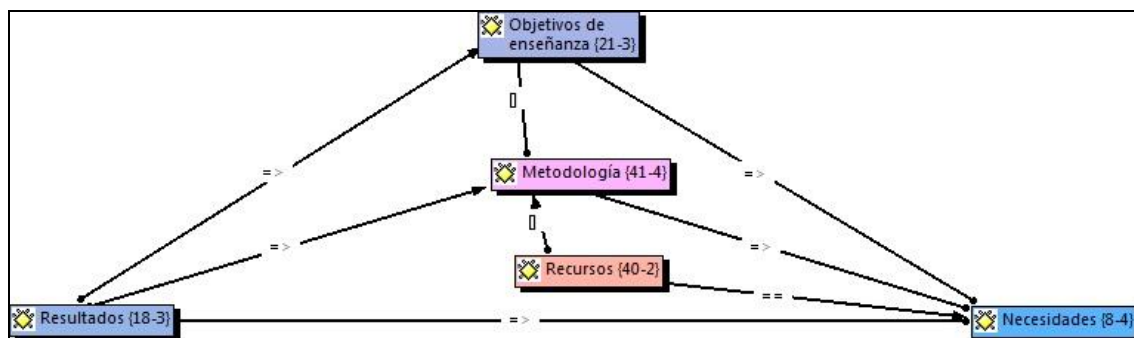 Objetivos de
enseñanza {21-3}
[]
=>
=>
Metodología {41-4}
[]
=>
=>
Recursos {40-2}
==
Resultados {18-3}
=>
Necesidades {8-4}